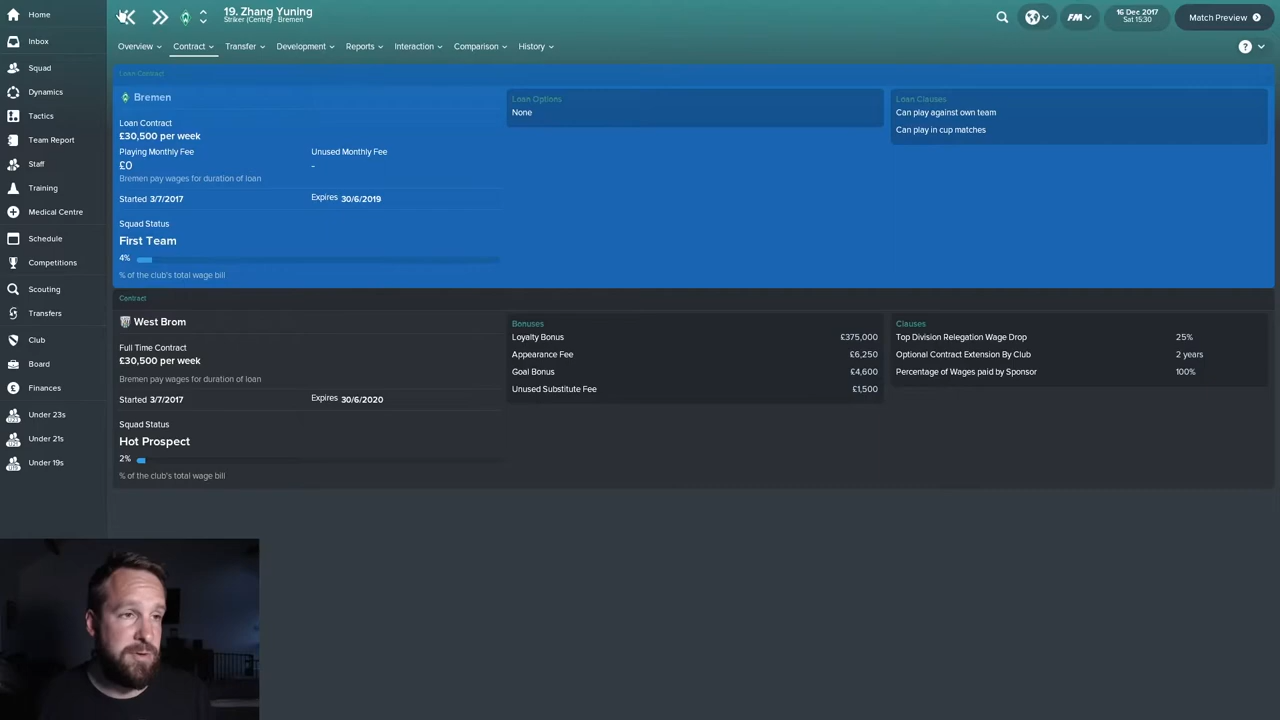 Home
Inbox
Squad
Dynamics
Tactics
Team Report
Staff
Training
Medical Centre
Schedule
Competitions
Scouting
Transfers
Club
Board
Finances
Under 23s
Under 21s
Under 19s
19. Zhang Yuning
Striker (Centre) - Bremen
FM
16 Dec 2017
Sat 15:30
Match Preview
Overview
Contract
Transfer
Development
Reports
Interaction
Comparison
History
?
Loan Contract
Bremen
Loan Contract
£30,500 per week
Playing Monthly Fee
£0
Unused Monthly Fee
-
Bremen pay wages for duration of loan
Started 3/7/2017
Expires 30/6/2019
Squad Status
First Team
4%
% of the club's total wage bill
Loan Options
None
Loan Clauses
Can play against own team
Can play in cup matches
Contract
West Brom
Full Time Contract
£30,500 per week
Bremen pay wages for duration of loan
Started 3/7/2017
Expires 30/6/2020
Squad Status
Hot Prospect
2%
% of the club's total wage bill
Bonuses
Loyalty Bonus £375,000
Appearance Fee £6,250
Goal Bonus £4,600
Unused Substitute Fee £1,500
Clauses
Top Division Relegation Wage Drop 25%
Optional Contract Extension By Club 2 years
Percentage of Wages paid by Sponsor 100%